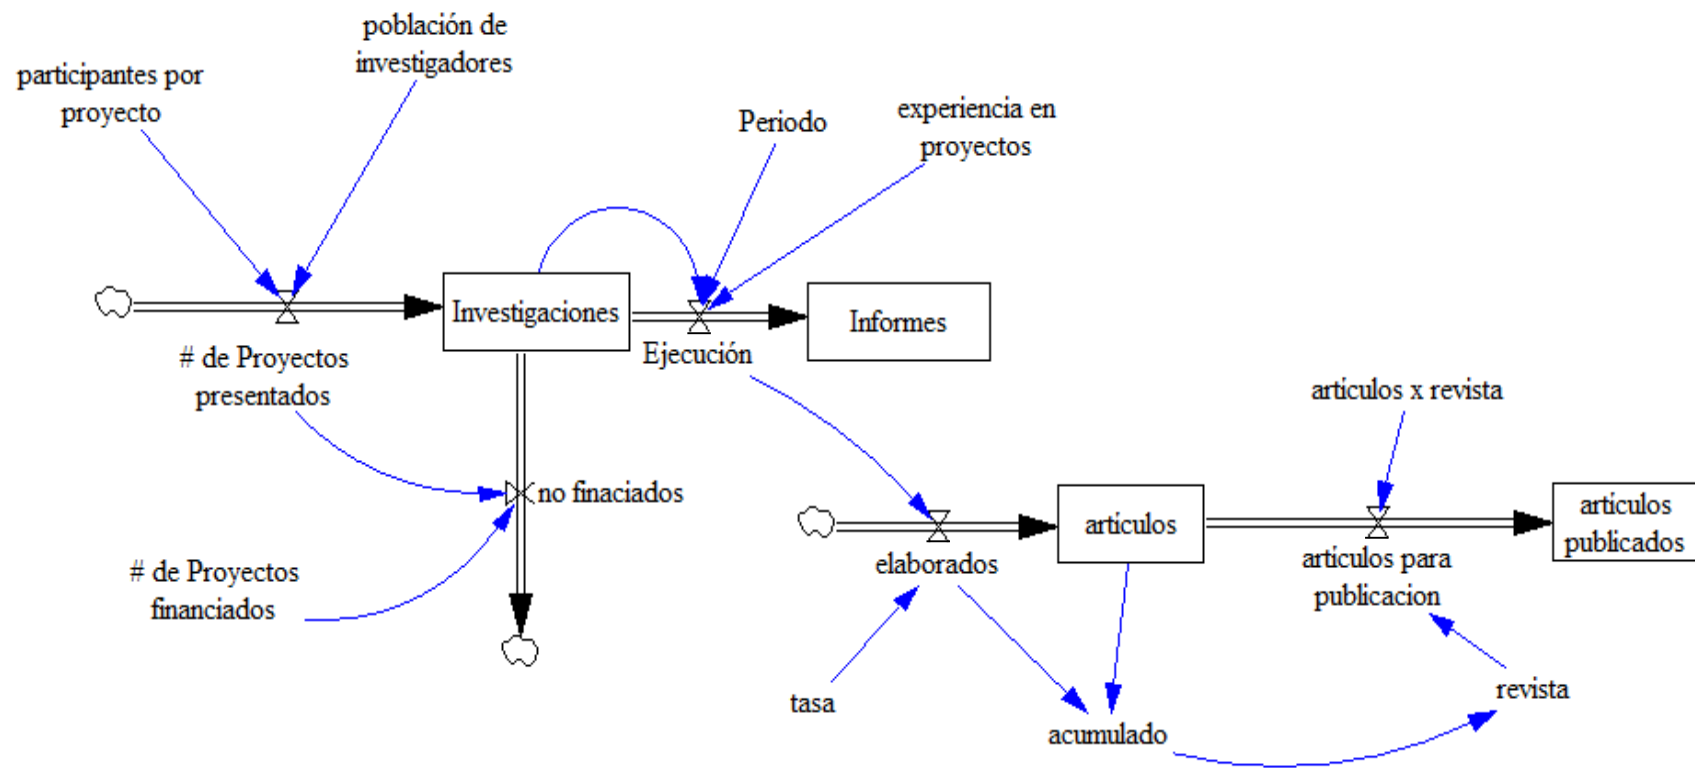 población de
investigadores
participantes por
proyecto
Periodo
experiencia en
proyectos
Investigaciones
Informes
# de Proyectos
presentados
Ejecución
artículos x revista
no finaciados
artículos
artículos
publicados
# de Proyectos
financiados
elaborados
artículos para
publicacion
tasa
revista
acumulado